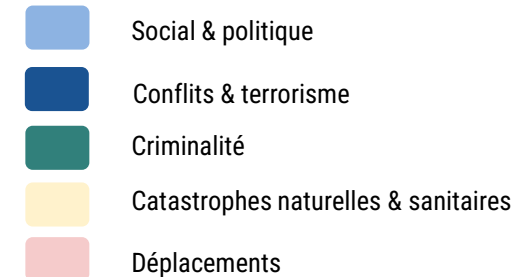 Social & politique
Conflits & terrorisme
Criminalité
Catastrophes naturelles & sanitaires
Déplacements